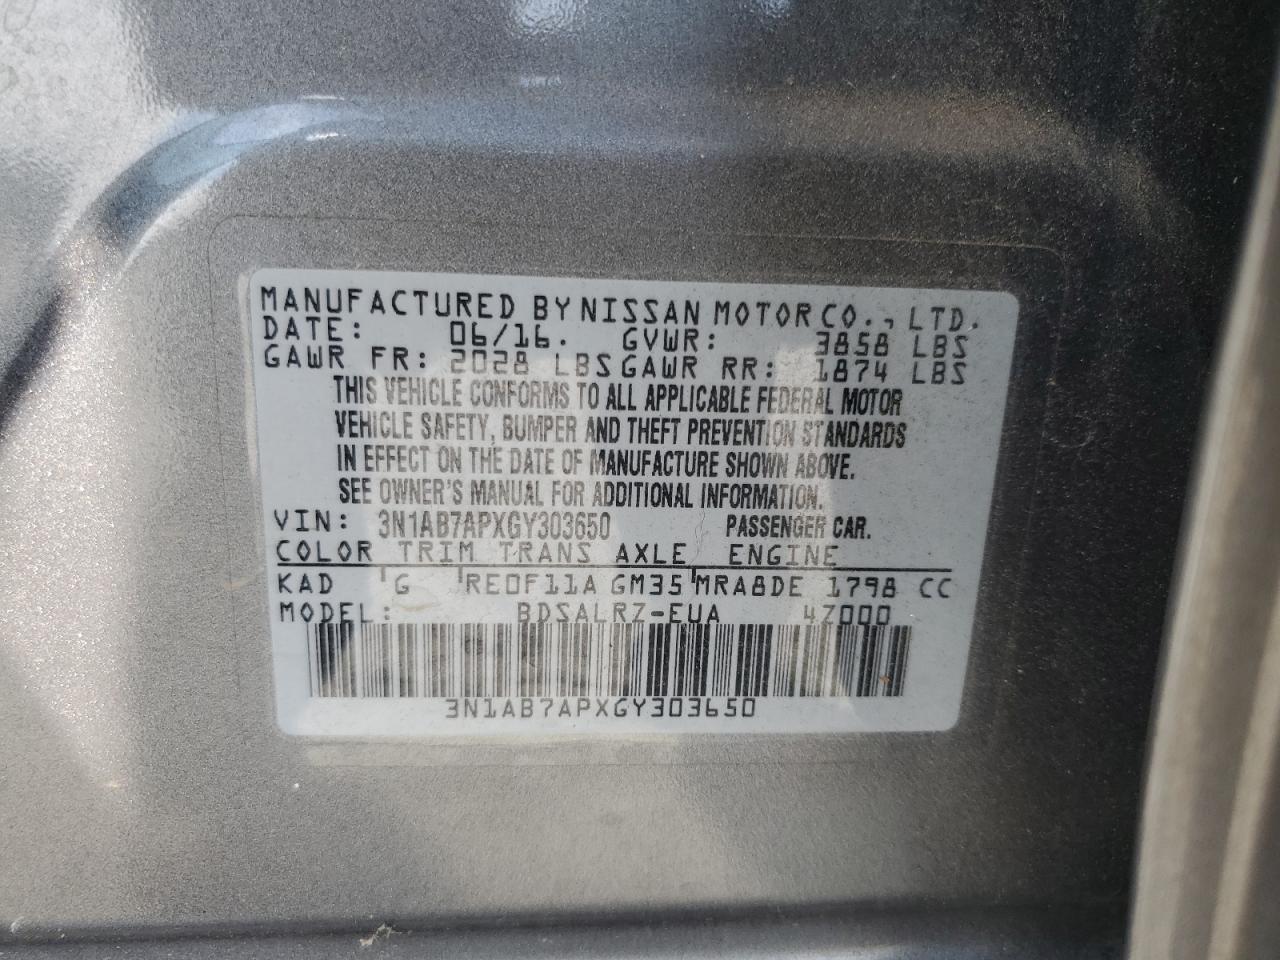 MANUFACTURED BY NISSAN MOTOR CO., LTD.
DATE: 06/16. GVWR: 3858 LBS
GAWR FR: 2028 LBS GAWR RR: 1874 LBS
THIS VEHICLE CONFORMS TO ALL APPLICABLE FEDERAL MOTOR
VEHICLE SAFETY, BUMPER AND THEFT PREVENTION STANDARDS
IN EFFECT ON THE DATE OF MANUFACTURE SHOWN ABOVE.
SEE OWNER'S MANUAL FOR ADDITIONAL INFORMATION.
VIN: 3N1AB7APXGY303650 PASSENGER CAR.
COLOR TRIM TRANS AXLE ENGINE
KAD G RE0F11A GM35 MRA8DE 1798 CC
MODEL: BDSALRZ-EUA 4Z000
3N1AB7APXGY303650